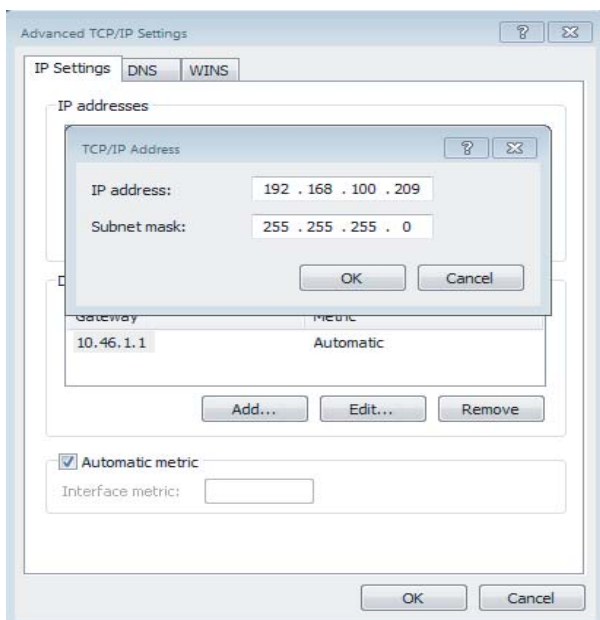 Advanced TCP/IP Settings
IP Settings DNS WINS
IP addresses
TCP/IP Address
IP address: 192 . 168 . 100 . 209
Subnet mask: 255 . 255 . 255 . 0
OK Cancel
Gateway Metric
10.46.1.1 Automatic
Add... Edit... Remove
Automatic metric
Interface metric:
OK Cancel